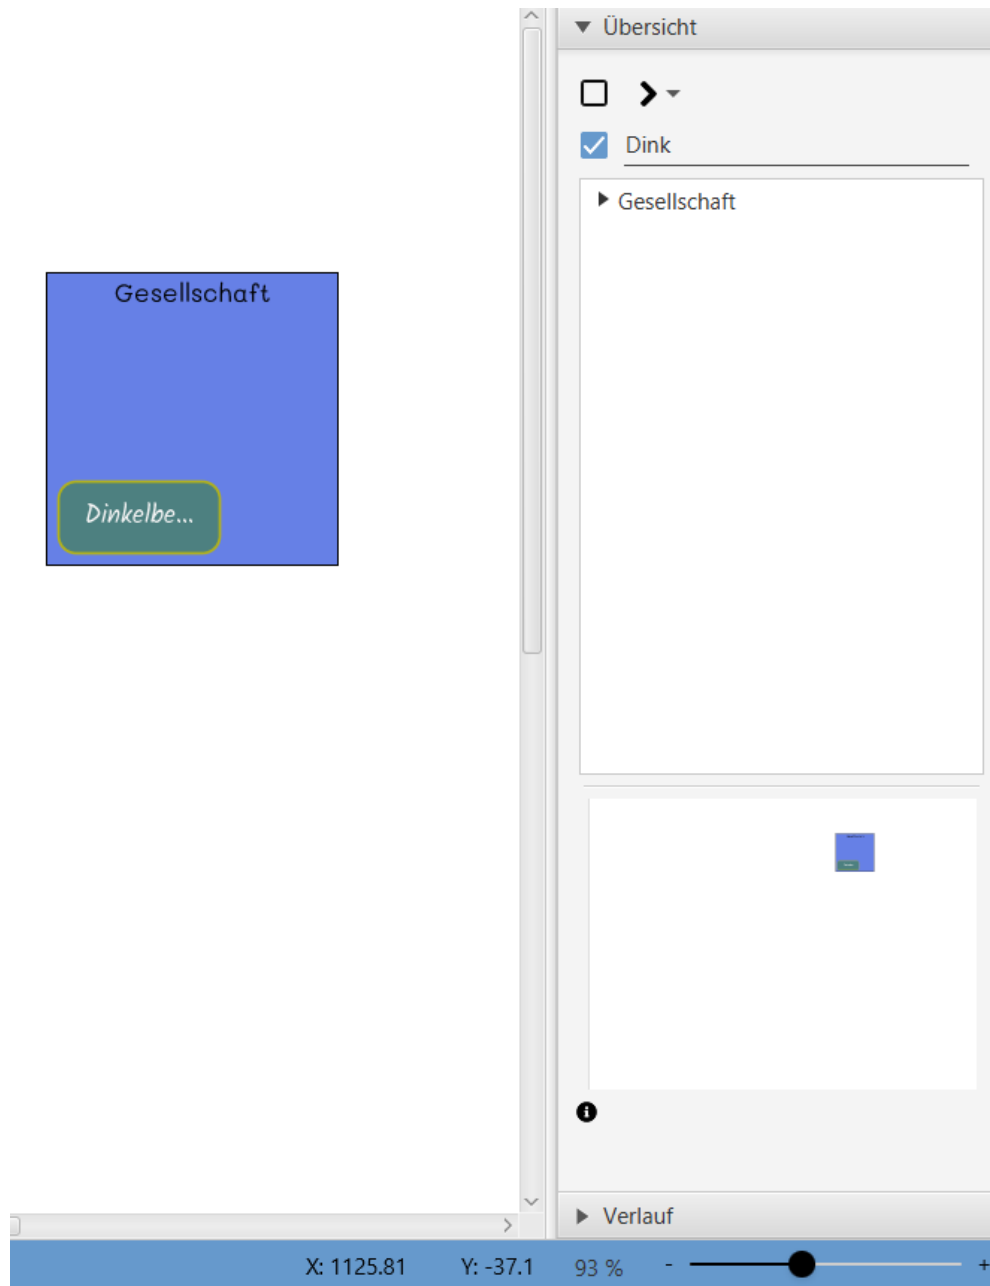 Übersicht
Dink
Gesellschaft
Gesellschaft
Dinkelbe...
Verlauf
X: 1125.81 Y: -37.1 93 % - +